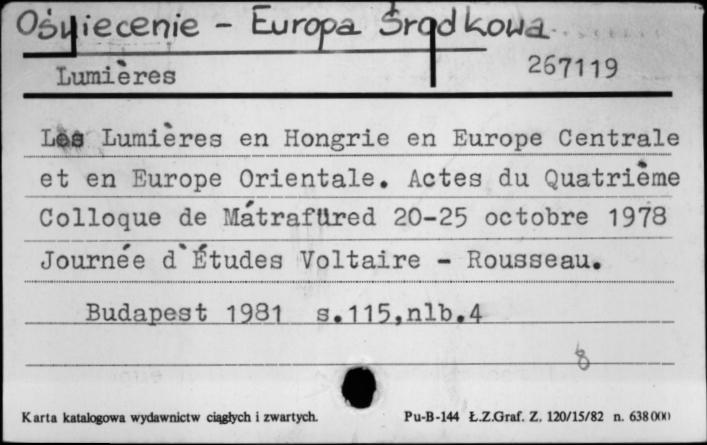 Oświecenie - Europa Środkowa
Lumières 267119
Les Lumières en Hongrie en Europe Centrale
et en Europe Orientale. Actes du Quatrième
Colloque de Mátrafüred 20-25 octobre 1978
Journée d`Études Voltaire - Rousseau.
Budapest 1981 s.115,nlb.4
8
Karta katalogowa wydawnictw ciągłych i zwartych. Pu-B-144 Ł.Z.Graf. Z. 120/15/82 n. 638000